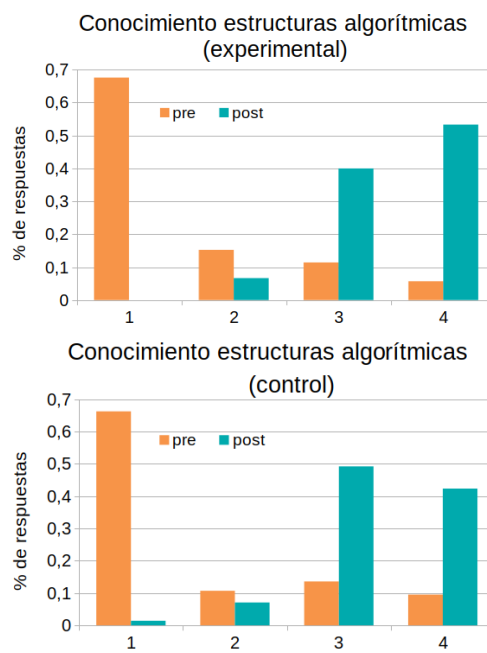 Conocimiento estructuras algorítmicas
(experimental)
0,7
0,6
0,5
0,4
0,3
0,2
0,1
0
% de respuestas
pre post
1 2 3 4
Conocimiento estructuras algorítmicas
(control)
0,7
0,6
0,5
0,4
0,3
0,2
0,1
0
% de respuestas
pre post
1 2 3 4